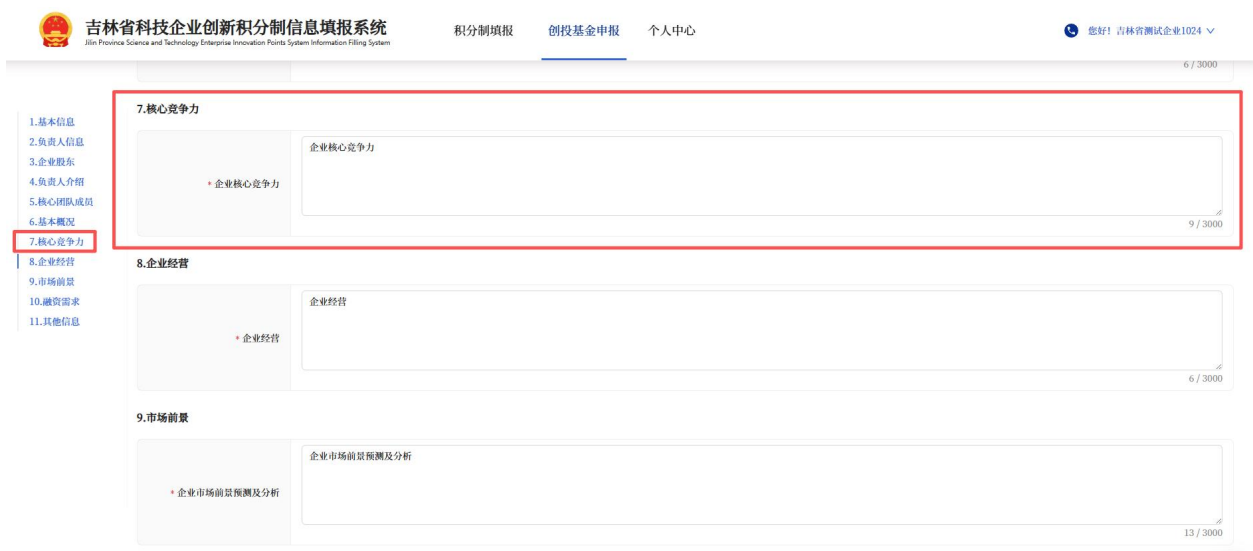 吉林省科技企业创新积分制信息填报系统
Jilin Province Science and Technology Enterprise Innovation Points System Information Filling System
积分制填报
创投基金申报
个人中心
您好！吉林省测试企业1024
6 / 3000
1.基本信息
2.负责人信息
3.企业股东
4.负责人介绍
5.核心团队成员
6.基本概况
7.核心竞争力
8.企业经营
9.市场前景
10.融资需求
11.其他信息
7.核心竞争力
* 企业核心竞争力
企业核心竞争力
9 / 3000
8.企业经营
* 企业经营
企业经营
6 / 3000
9.市场前景
* 企业市场前景预测及分析
企业市场前景预测及分析
13 / 3000